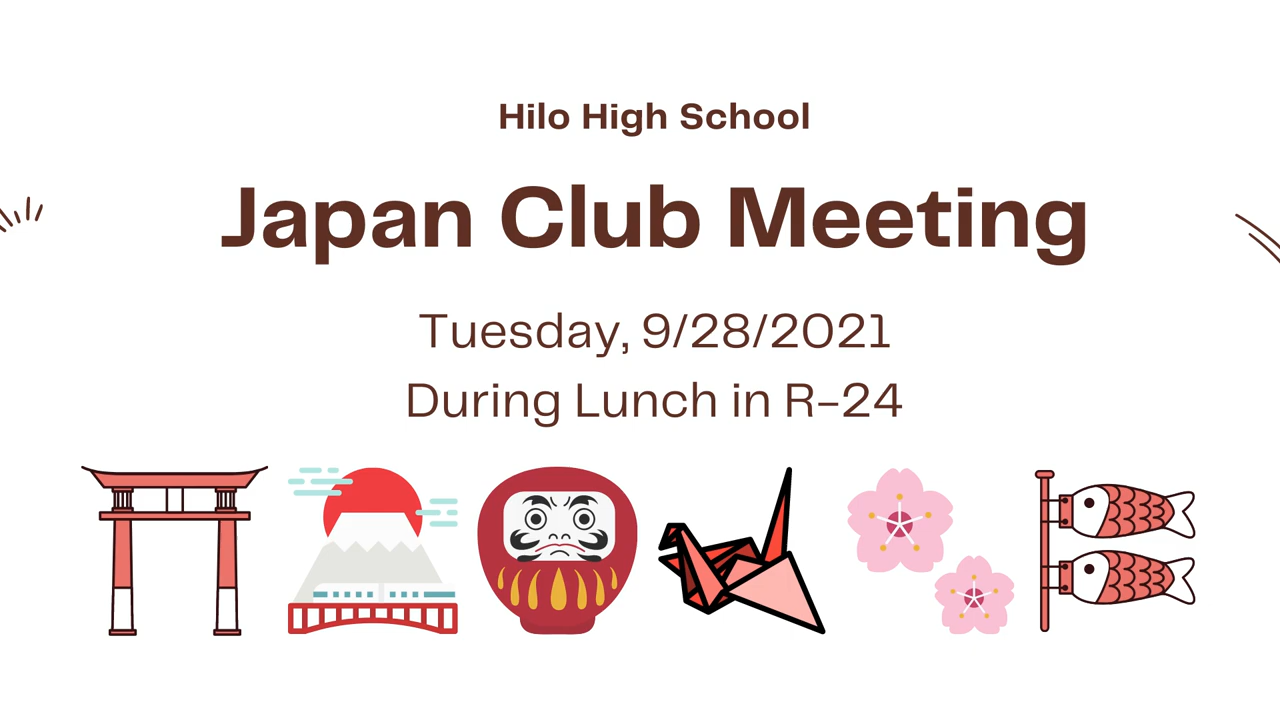 Hilo High School
Japan Club Meeting
Tuesday, 9/28/2021
During Lunch in R-24